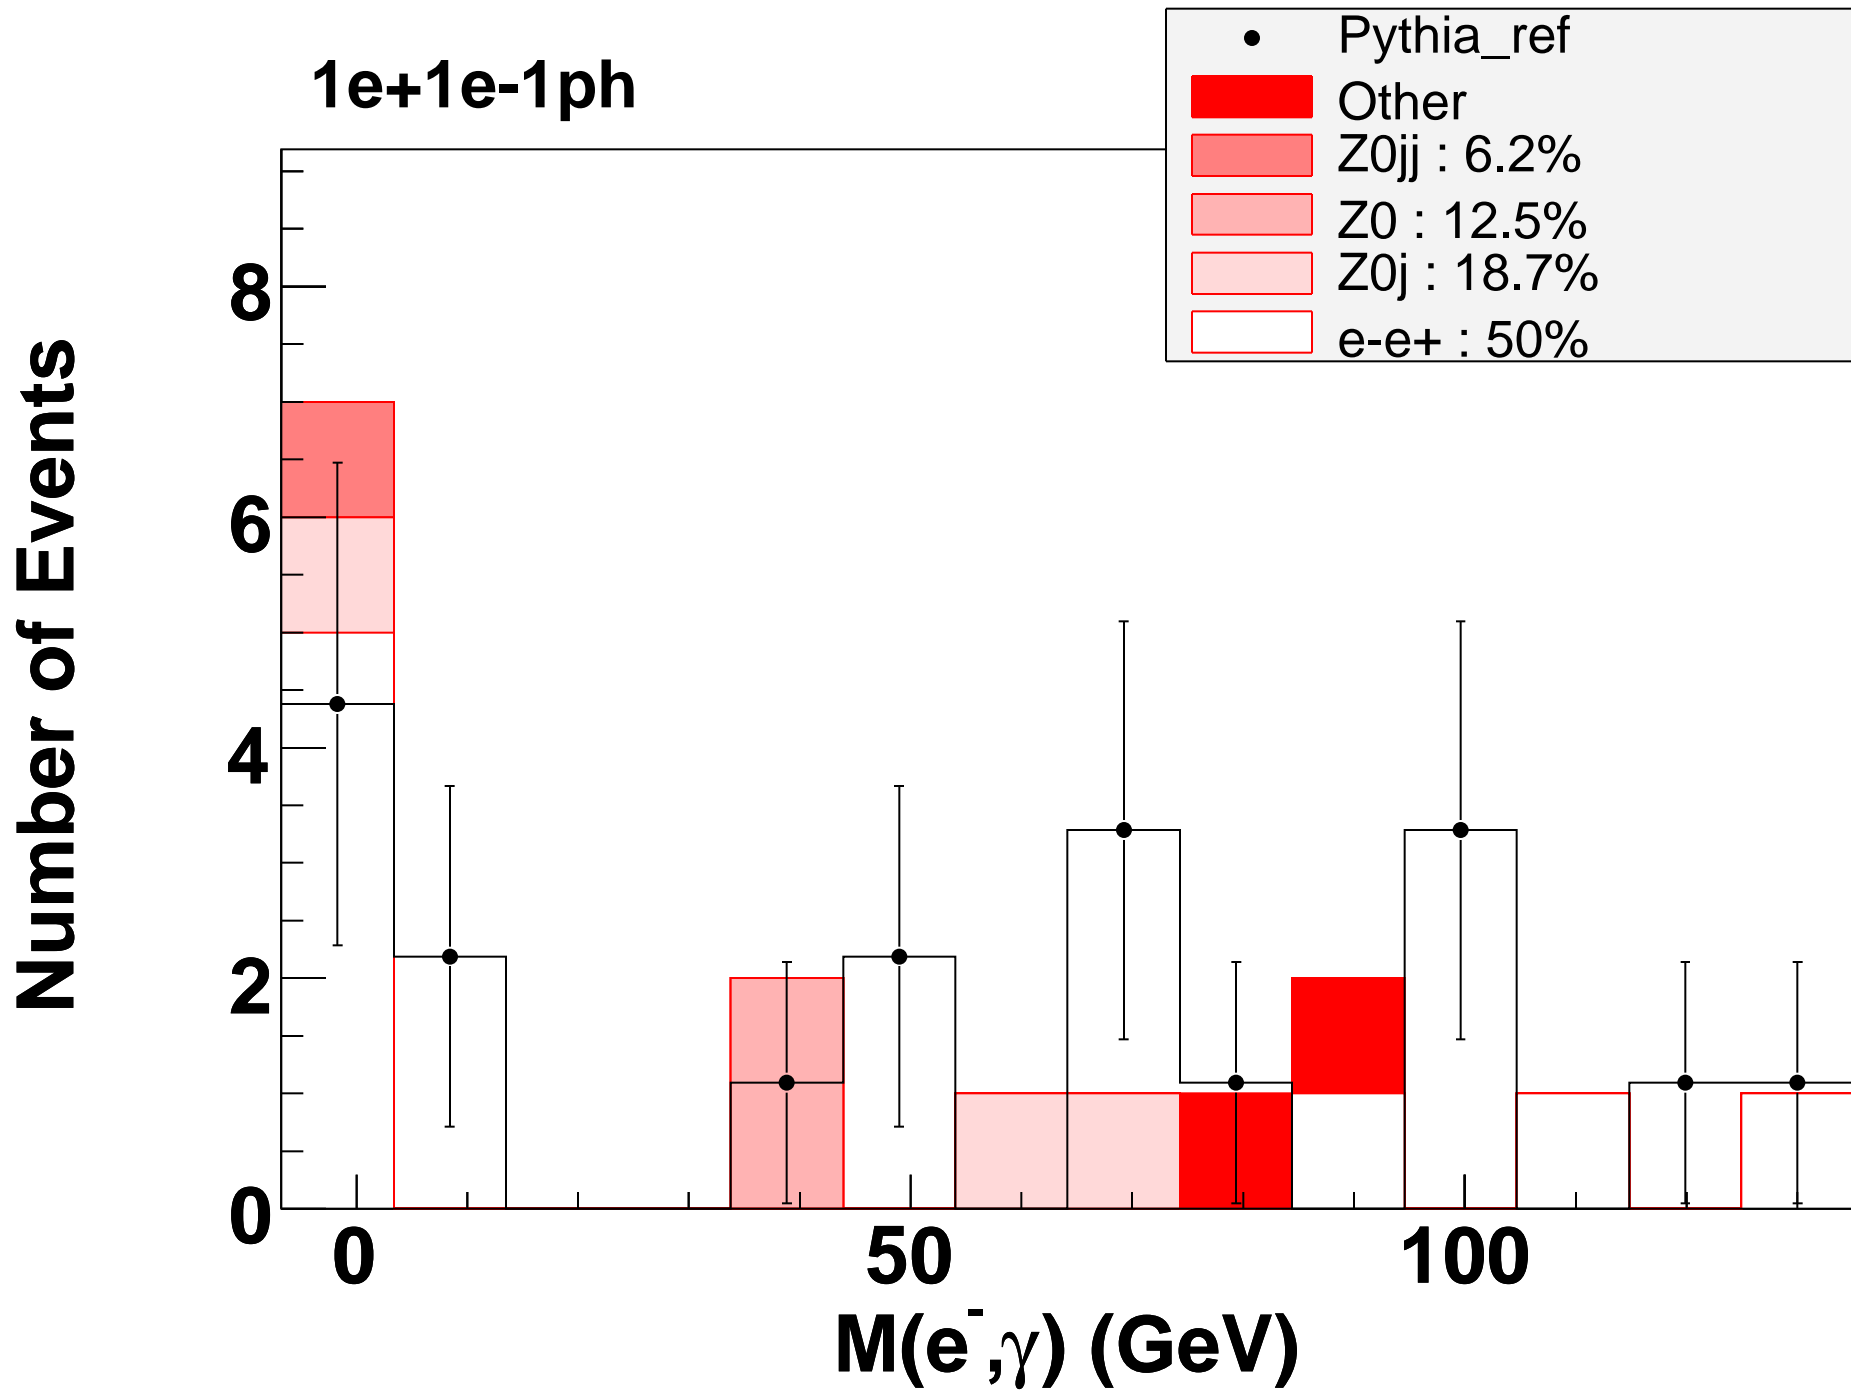 1e+1e-1ph
Pythia_ref
Other
Z0jj : 6.2%
Z0 : 12.5%
Z0j : 18.7%
e-e+ : 50%
Number of Events
8
6
4
2
0
0 50 100
M(e⁻,γ) (GeV)